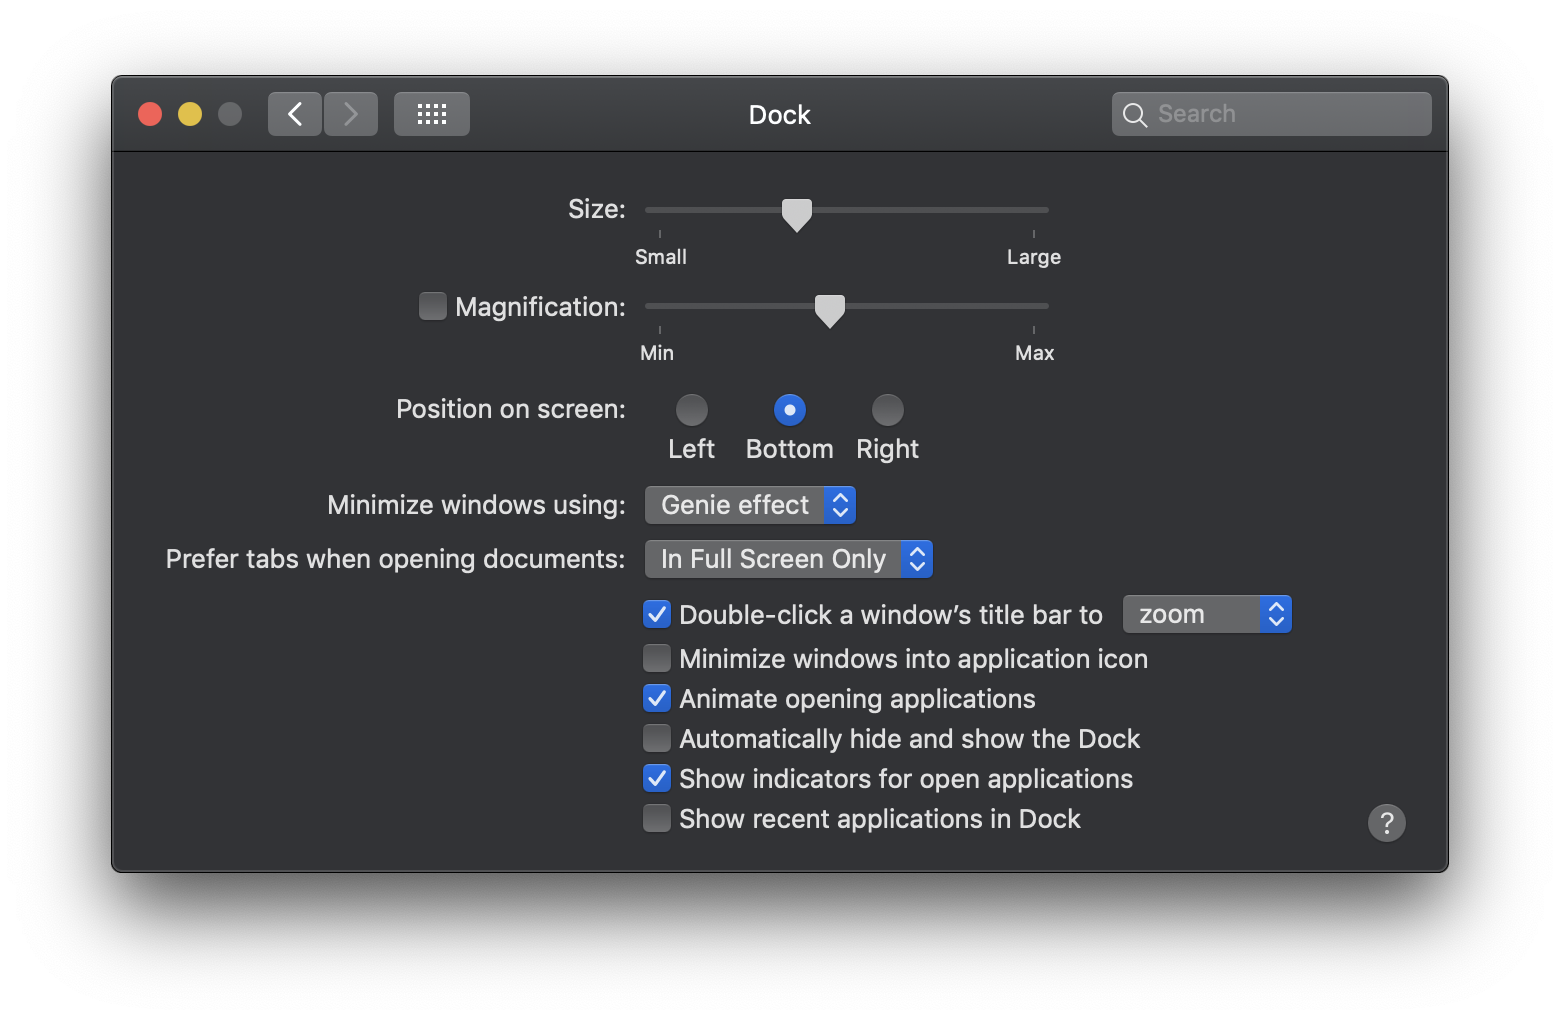 Dock
Search
Size:
Small Large
Magnification:
Min Max
Position on screen:
Left Bottom Right
Minimize windows using: Genie effect
Prefer tabs when opening documents: In Full Screen Only
Double-click a window’s title bar to zoom
Minimize windows into application icon
Animate opening applications
Automatically hide and show the Dock
Show indicators for open applications
Show recent applications in Dock
?